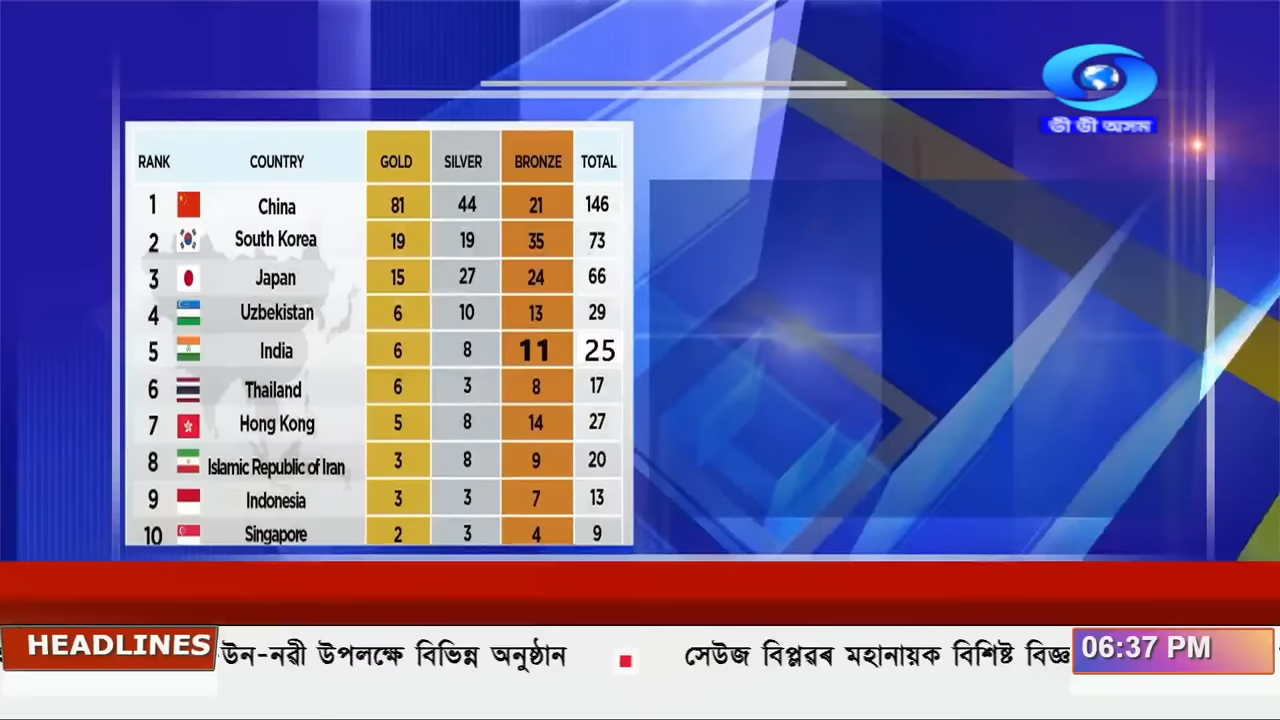 ডী ডী অসম
RANK COUNTRY GOLD SILVER BRONZE TOTAL
1 China 81 44 21 146
2 South Korea 19 19 35 73
3 Japan 15 27 24 66
4 Uzbekistan 6 10 13 29
5 India 6 8 11 25
6 Thailand 6 3 8 17
7 Hong Kong 5 8 14 27
8 Islamic Republic of Iran 3 8 9 20
9 Indonesia 3 3 7 13
10 Singapore 2 3 4 9
HEADLINES উন-নৱী উপলক্ষে বিভিন্ন অনুষ্ঠান ■ সেউজ বিপ্লৱৰ মহানায়ক বিশিষ্ট বিজ্ঞ 06:37 PM